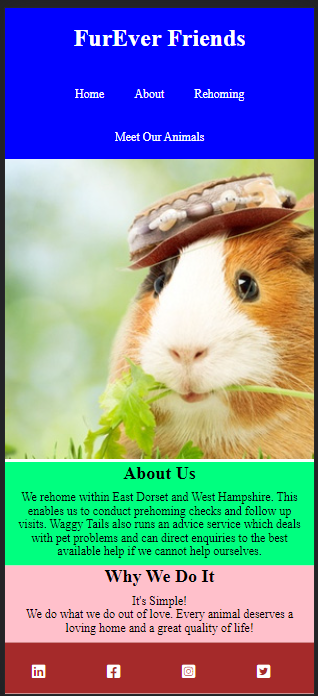 FurEver Friends
Home About Rehoming
Meet Our Animals
About Us
We rehome within East Dorset and West Hampshire. This
enables us to conduct prehoming checks and follow up
visits. Waggy Tails also runs an advice service which deals
with pet problems and can direct enquiries to the best
available help if we cannot help ourselves.
Why We Do It
It's Simple!
We do what we do out of love. Every animal deserves a
loving home and a great quality of life!